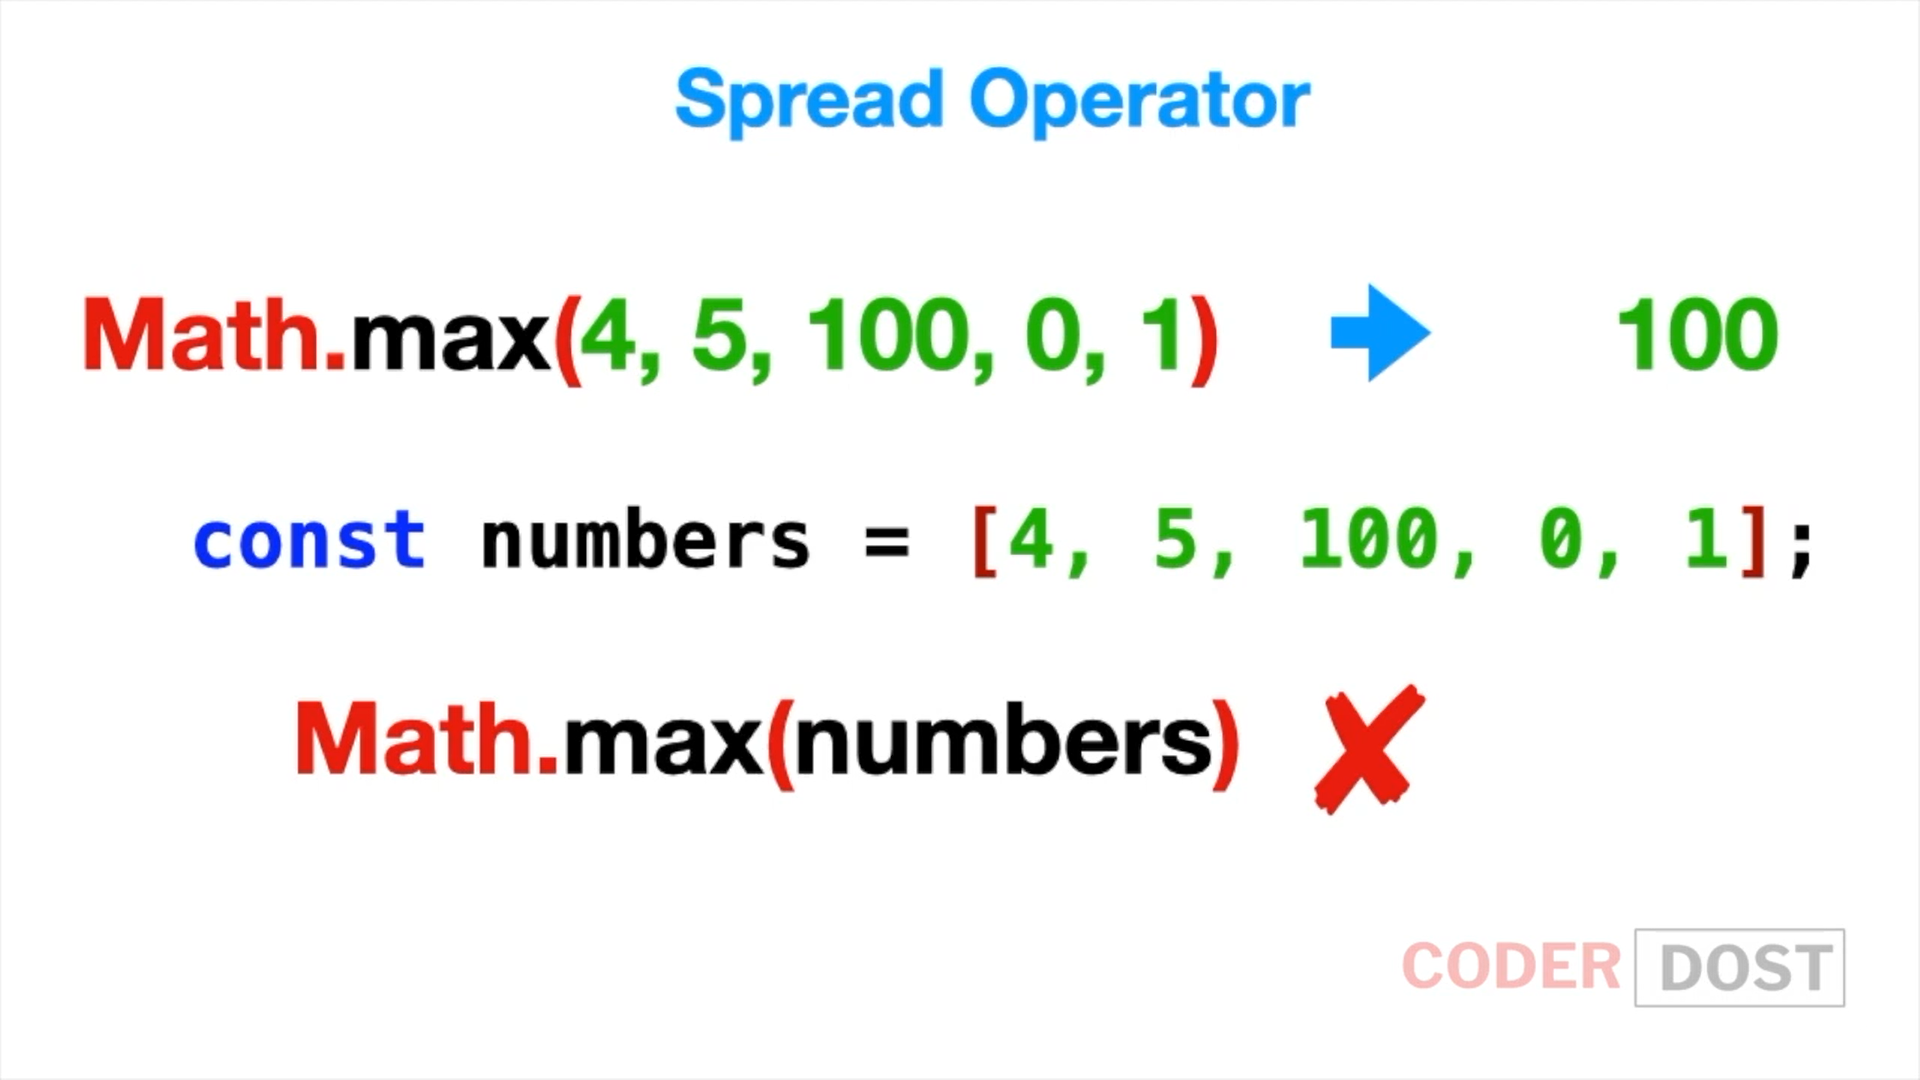 Spread Operator
Math.max(4, 5, 100, 0, 1) 100
const numbers = [4, 5, 100, 0, 1];
Math.max(numbers)
CODER DOST